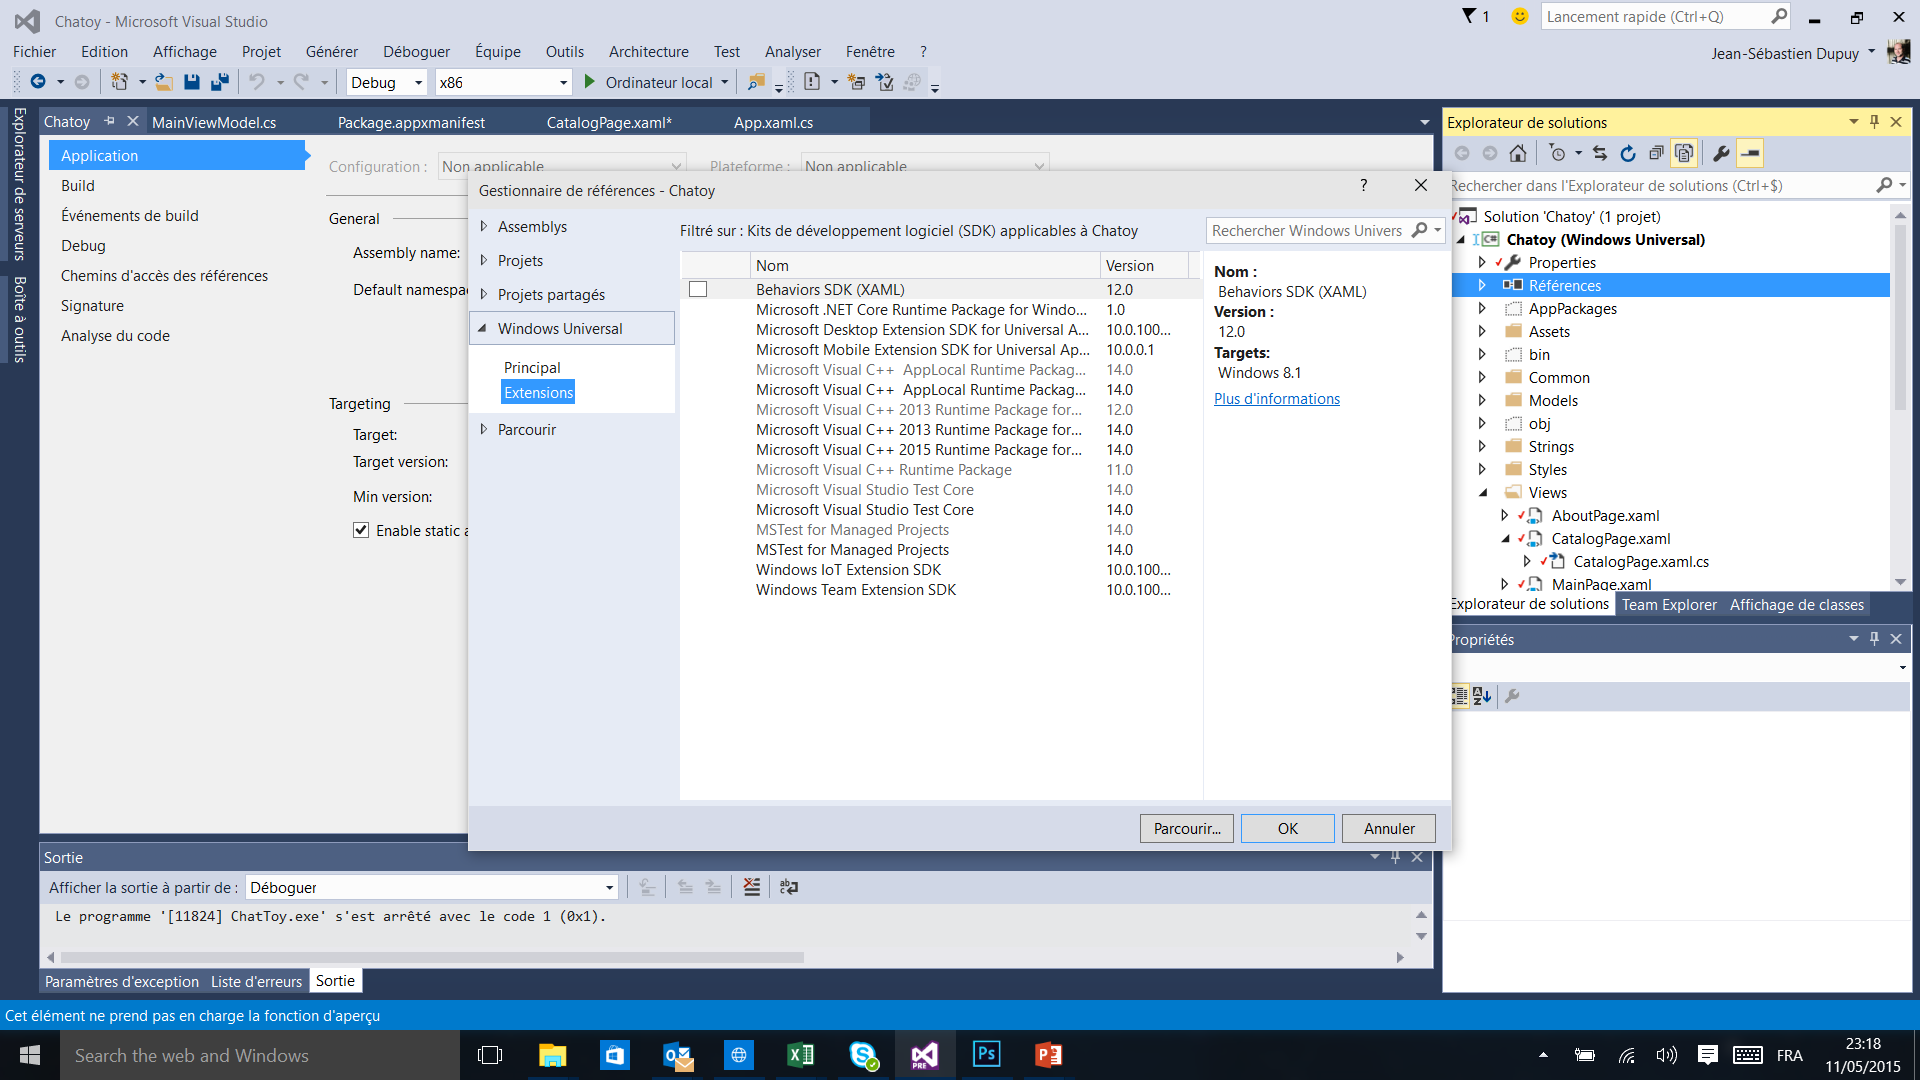 Chatoy - Microsoft Visual Studio
1
Lancement rapide (Ctrl+Q)
Fichier Edition Affichage Projet Générer Déboguer Équipe Outils Architecture Test Analyser Fenêtre ?
Jean-Sébastien Dupuy
Debug x86 Ordinateur local
Explorateur de serveurs
Boîte à outils
Chatoy MainViewModel.cs Package.appxmanifest CatalogPage.xaml* App.xaml.cs
Application
Build
Événements de build
Debug
Chemins d'accès des références
Signature
Analyse du code
Configuration : Non applicable Plateforme : Non applicable
General
Assembly name:
Default namespa
Targeting
Target:
Target version:
Min version:
Enable static a
Gestionnaire de références - Chatoy
?
Assemblys
Projets
Projets partagés
Windows Universal
Principal
Extensions
Parcourir
Filtré sur : Kits de développement logiciel (SDK) applicables à Chatoy
Rechercher Windows Univers
Nom Version
Behaviors SDK (XAML) 12.0
Microsoft .NET Core Runtime Package for Windo... 1.0
Microsoft Desktop Extension SDK for Universal A... 10.0.100...
Microsoft Mobile Extension SDK for Universal Ap... 10.0.0.1
Microsoft Visual C++ AppLocal Runtime Packag... 14.0
Microsoft Visual C++ AppLocal Runtime Packag... 14.0
Microsoft Visual C++ 2013 Runtime Package for... 12.0
Microsoft Visual C++ 2013 Runtime Package for... 14.0
Microsoft Visual C++ 2015 Runtime Package for... 14.0
Microsoft Visual C++ Runtime Package 11.0
Microsoft Visual Studio Test Core 14.0
Microsoft Visual Studio Test Core 14.0
MSTest for Managed Projects 14.0
MSTest for Managed Projects 14.0
Windows IoT Extension SDK 10.0.100...
Windows Team Extension SDK 10.0.100...
Nom :
Behaviors SDK (XAML)
Version :
12.0
Targets:
Windows 8.1
Plus d'informations
Parcourir... OK Annuler
Explorateur de solutions
Rechercher dans l'Explorateur de solutions (Ctrl+$)
Solution 'Chatoy' (1 projet)
C# Chatoy (Windows Universal)
Properties
Références
AppPackages
Assets
bin
Common
Models
obj
Strings
Styles
Views
AboutPage.xaml
CatalogPage.xaml
CatalogPage.xaml.cs
MainPage.xaml
Explorateur de solutions Team Explorer Affichage de classes
Propriétés
Sortie
Afficher la sortie à partir de : Déboguer
Le programme '[11824] ChatToy.exe' s'est arrêté avec le code 1 (0x1).
Paramètres d'exception Liste d'erreurs Sortie
Cet élément ne prend pas en charge la fonction d'aperçu
Search the web and Windows
PRE
Ps
FRA
23:18
11/05/2015